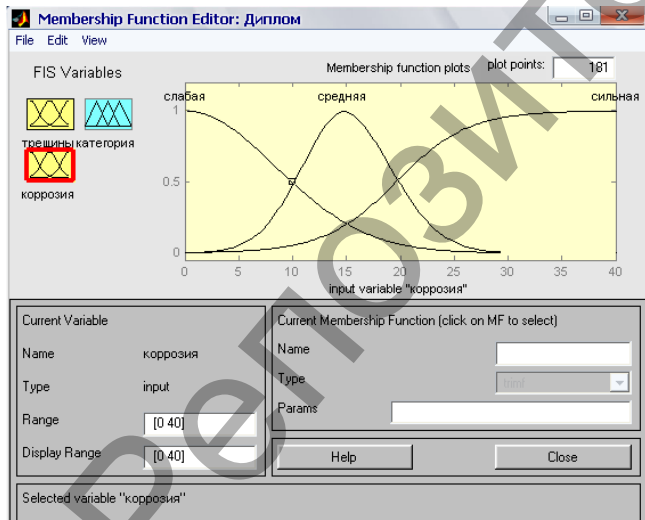 Membership Function Editor: Диплом
File Edit View
FIS Variables
Membership function plots plot points: 181
слабая средняя сильная
1
0.5
0
0 5 10 15 20 25 30 35 40
input variable "коррозия"
трещины категория
коррозия
Current Variable
Name коррозия
Type input
Range [0 40]
Display Range [0 40]
Current Membership Function (click on MF to select)
Name
Type trimf
Params
Help Close
Selected variable "коррозия"